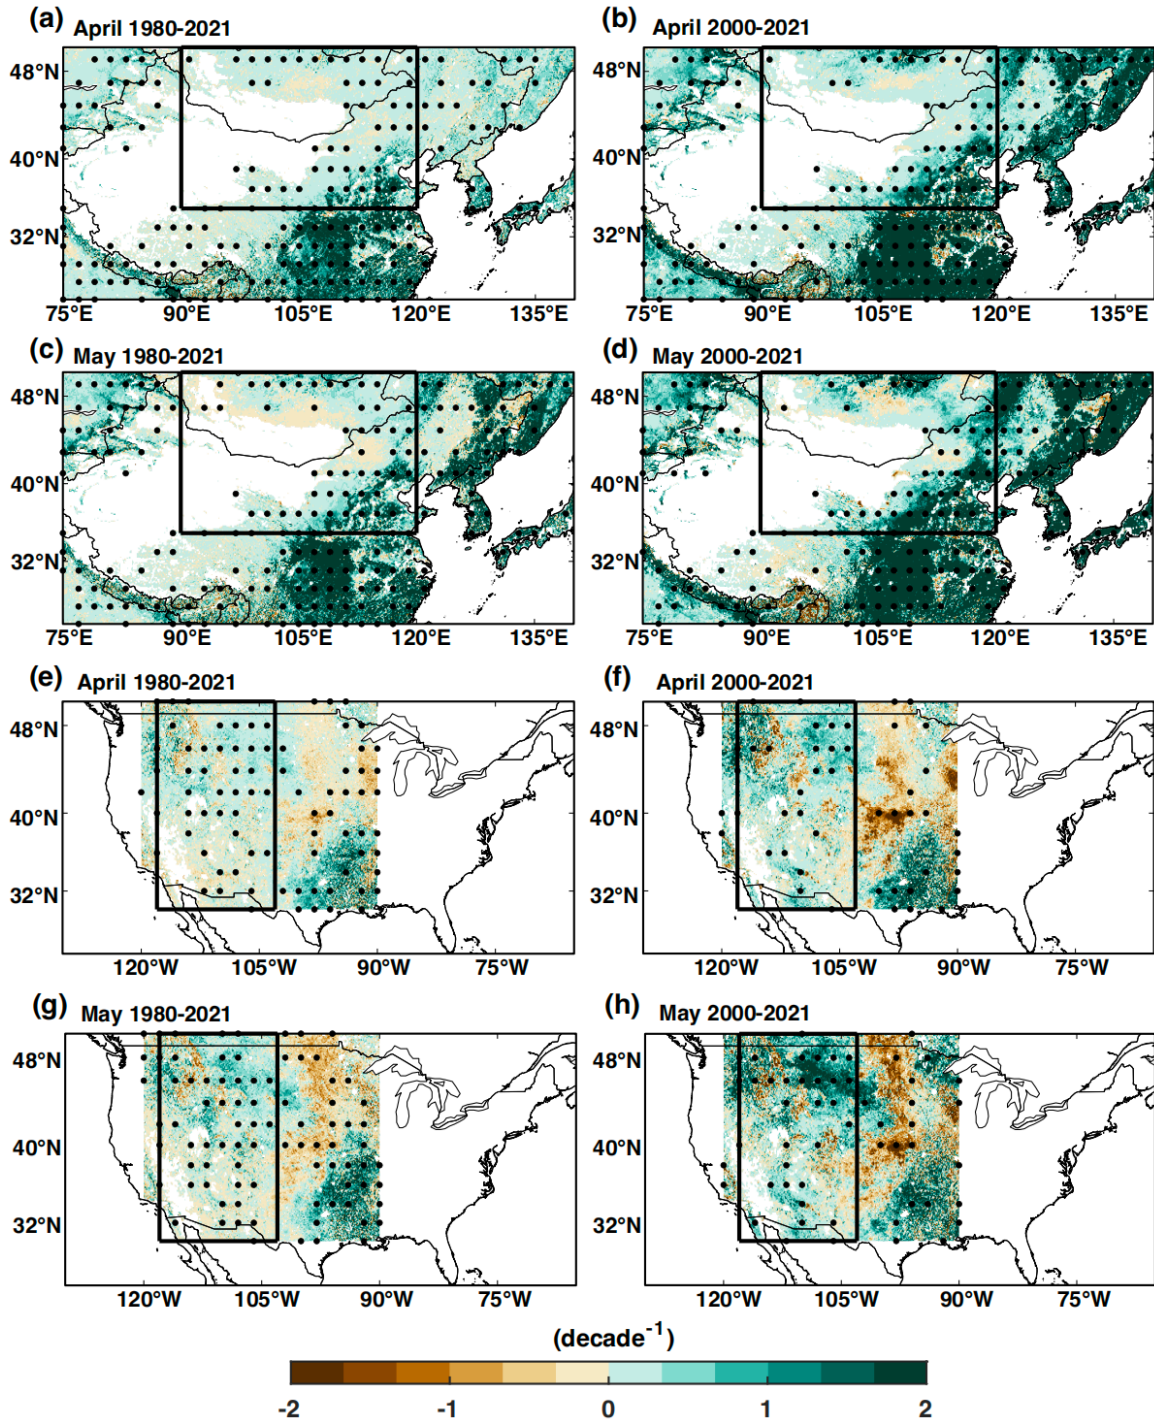 (a) April 1980-2021
(b) April 2000-2021
48°N
40°N
32°N
75°E 90°E 105°E 120°E 135°E
48°N
40°N
32°N
75°E 90°E 105°E 120°E 135°E
(c) May 1980-2021
(d) May 2000-2021
48°N
40°N
32°N
75°E 90°E 105°E 120°E 135°E
48°N
40°N
32°N
75°E 90°E 105°E 120°E 135°E
(e) April 1980-2021
(f) April 2000-2021
48°N
40°N
32°N
120°W 105°W 90°W 75°W
48°N
40°N
32°N
120°W 105°W 90°W 75°W
(g) May 1980-2021
(h) May 2000-2021
48°N
40°N
32°N
120°W 105°W 90°W 75°W
48°N
40°N
32°N
120°W 105°W 90°W 75°W
(decade⁻¹)
-2 -1 0 1 2